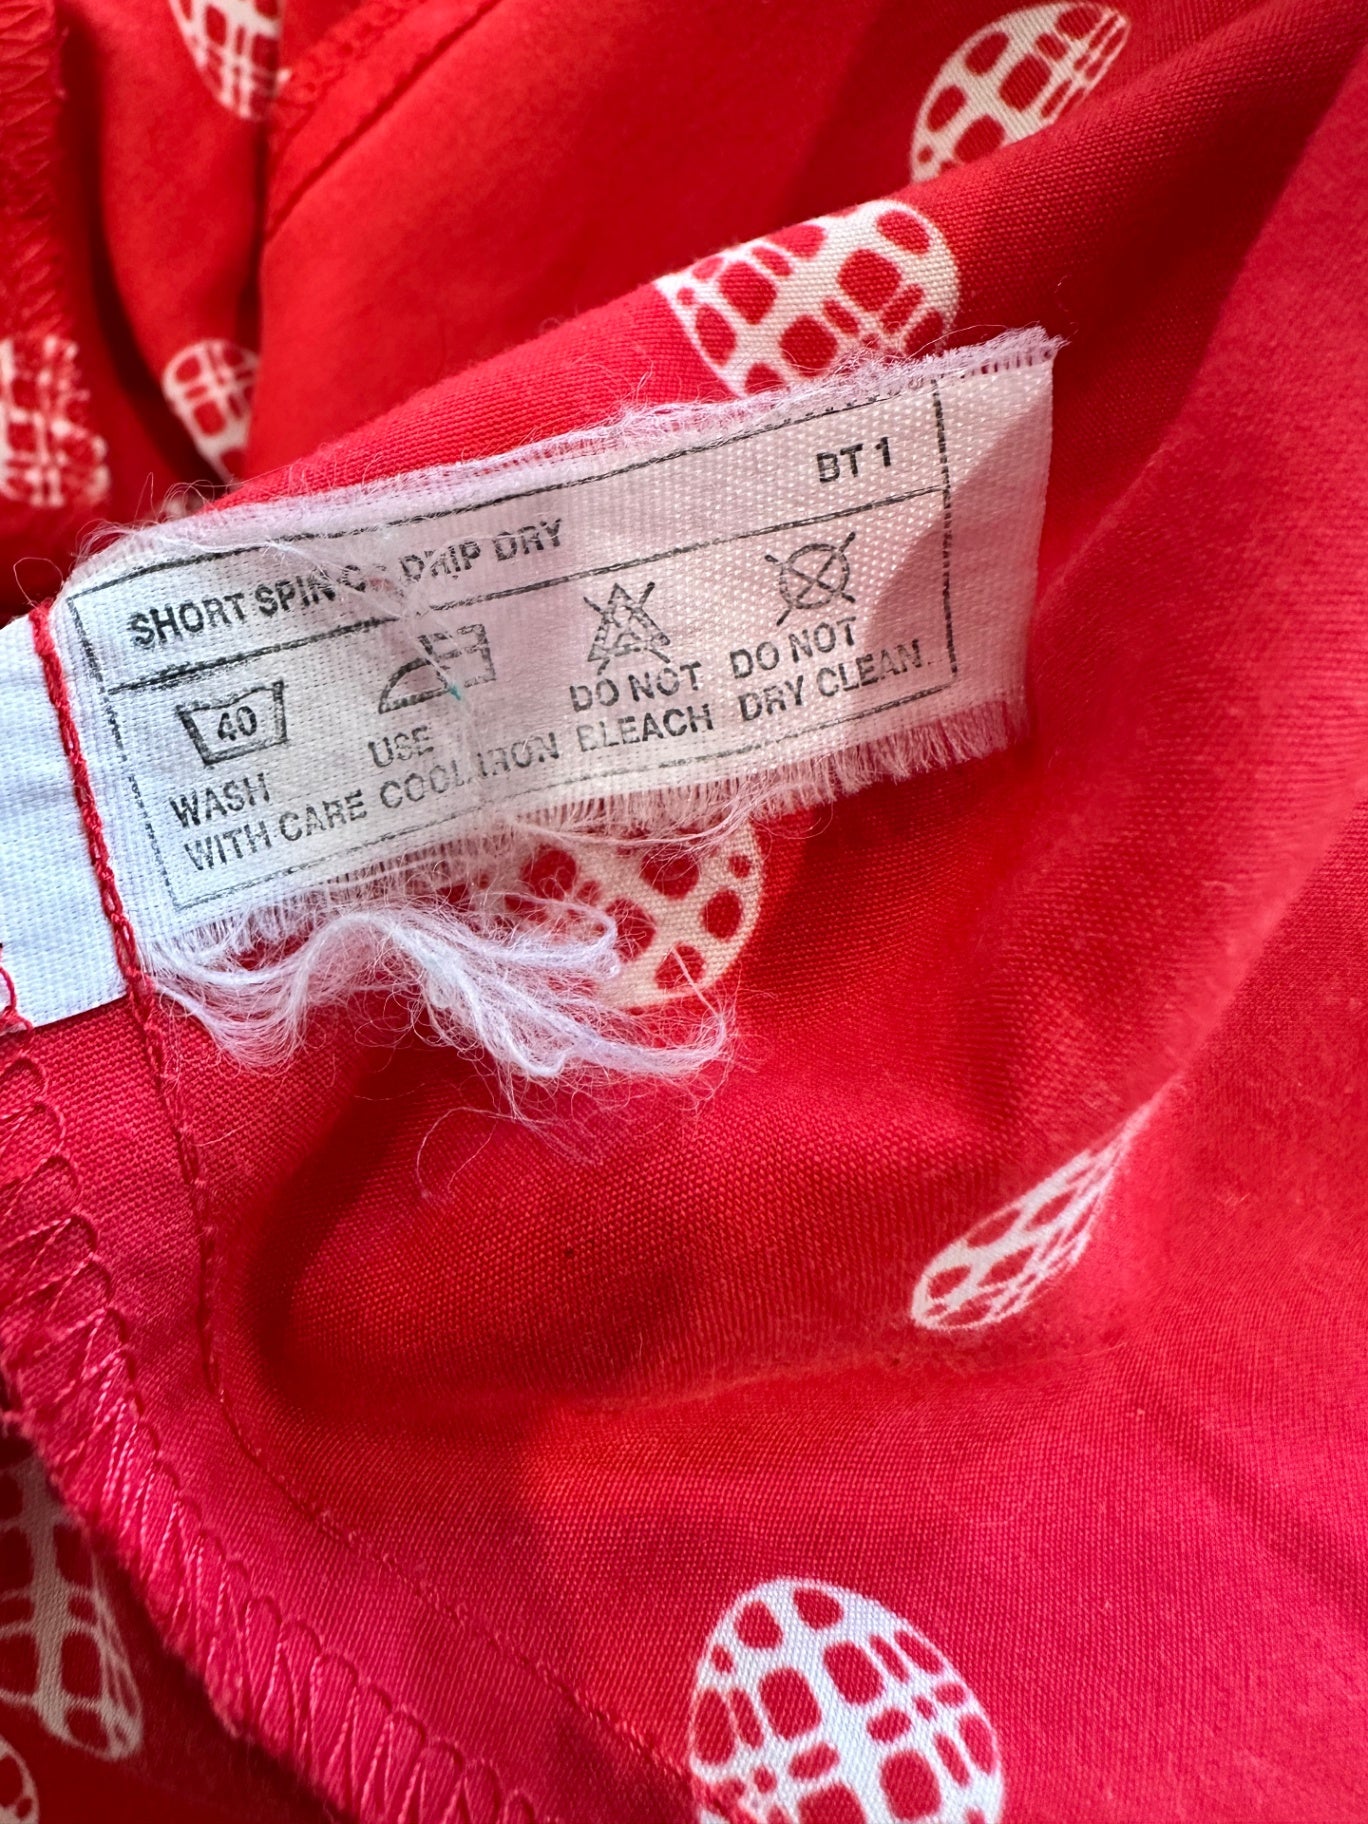 SHORT SPIN OR DRIP DRY BT 1
40
WASH
WITH CARE
USE
COOL IRON
DO NOT
BLEACH
DO NOT
DRY CLEAN.